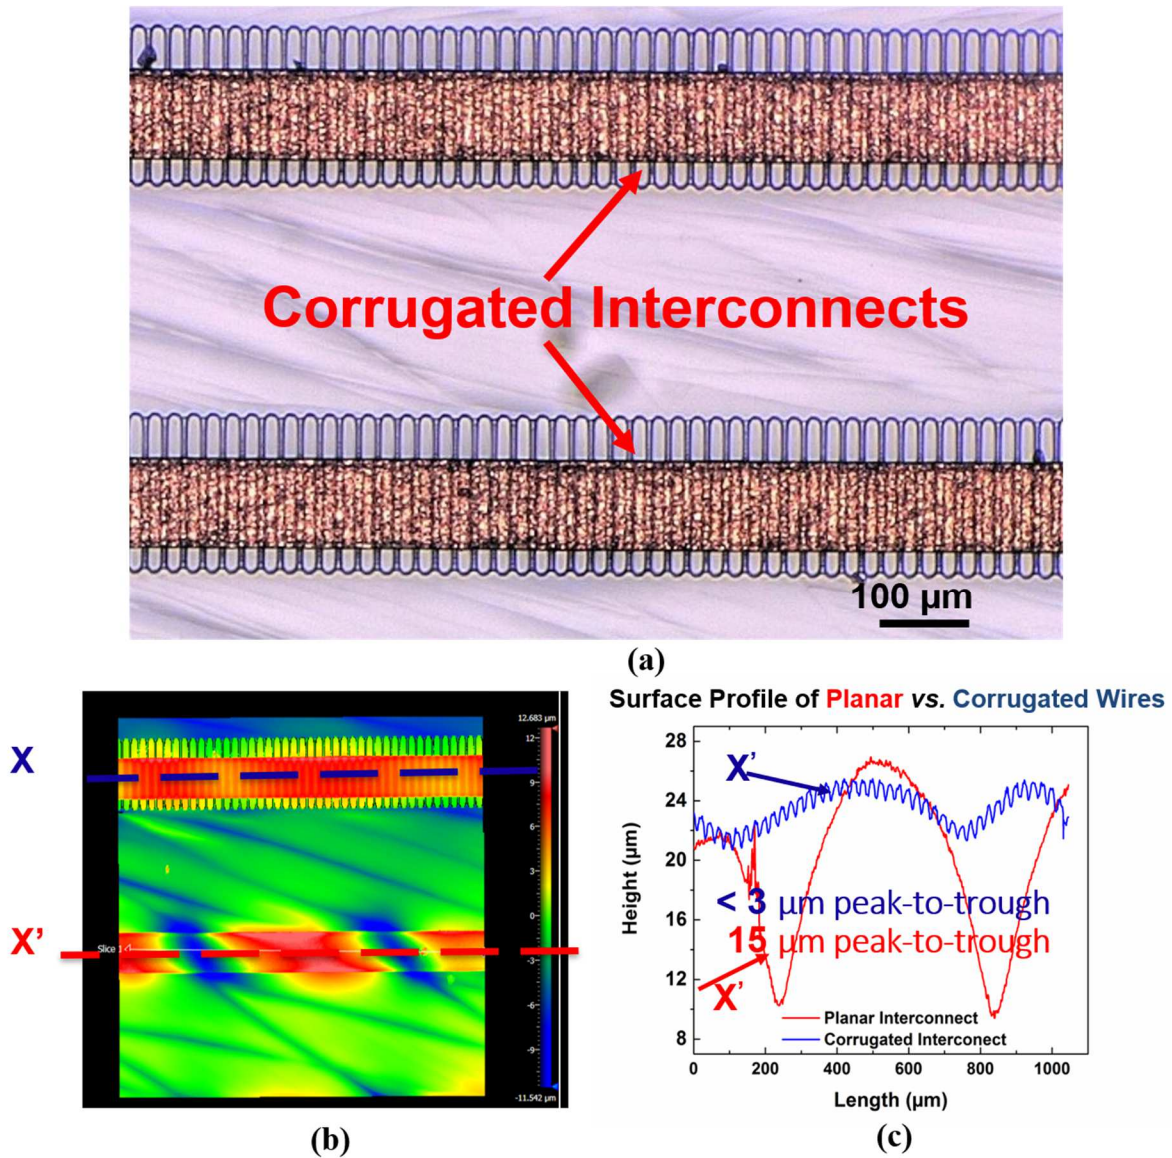 Corrugated Interconnects
100 µm
(a)
X
X'
Slice 1
12.683 µm
12
9
6
3
0
-3
-6
-9
-11.542 µm
(b)
Surface Profile of Planar vs. Corrugated Wires
Height (µm)
28
24
20
16
12
8
X'
< 3 µm peak-to-trough
15 µm peak-to-trough
X'
Planar Interconnect
Corrugated Interconect
0
200
400
600
800
1000
Length (µm)
(c)